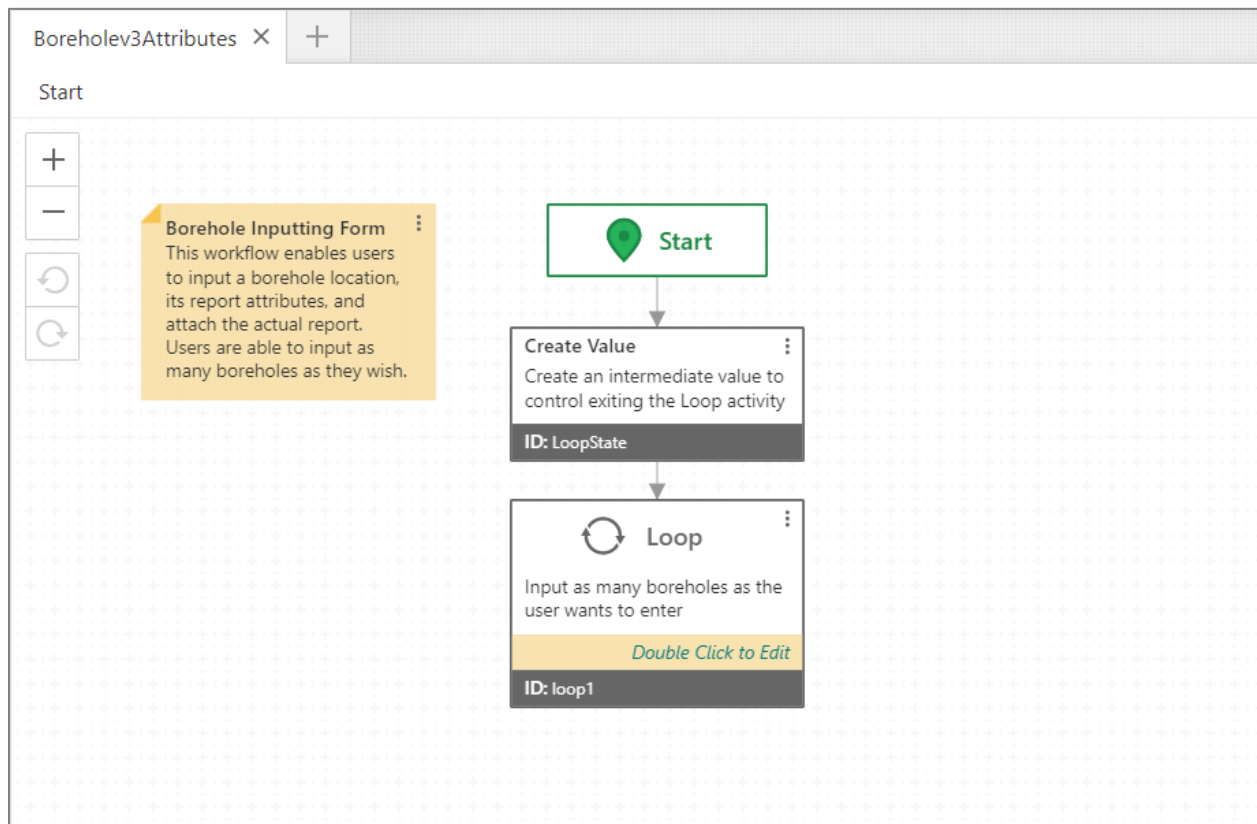 Boreholev3Attributes
Start
Borehole Inputting Form
This workflow enables users
to input a borehole location,
its report attributes, and
attach the actual report.
Users are able to input as
many boreholes as they wish.
Start
Create Value
Create an intermediate value to
control exiting the Loop activity
ID: LoopState
Loop
Input as many boreholes as the
user wants to enter
Double Click to Edit
ID: loop1